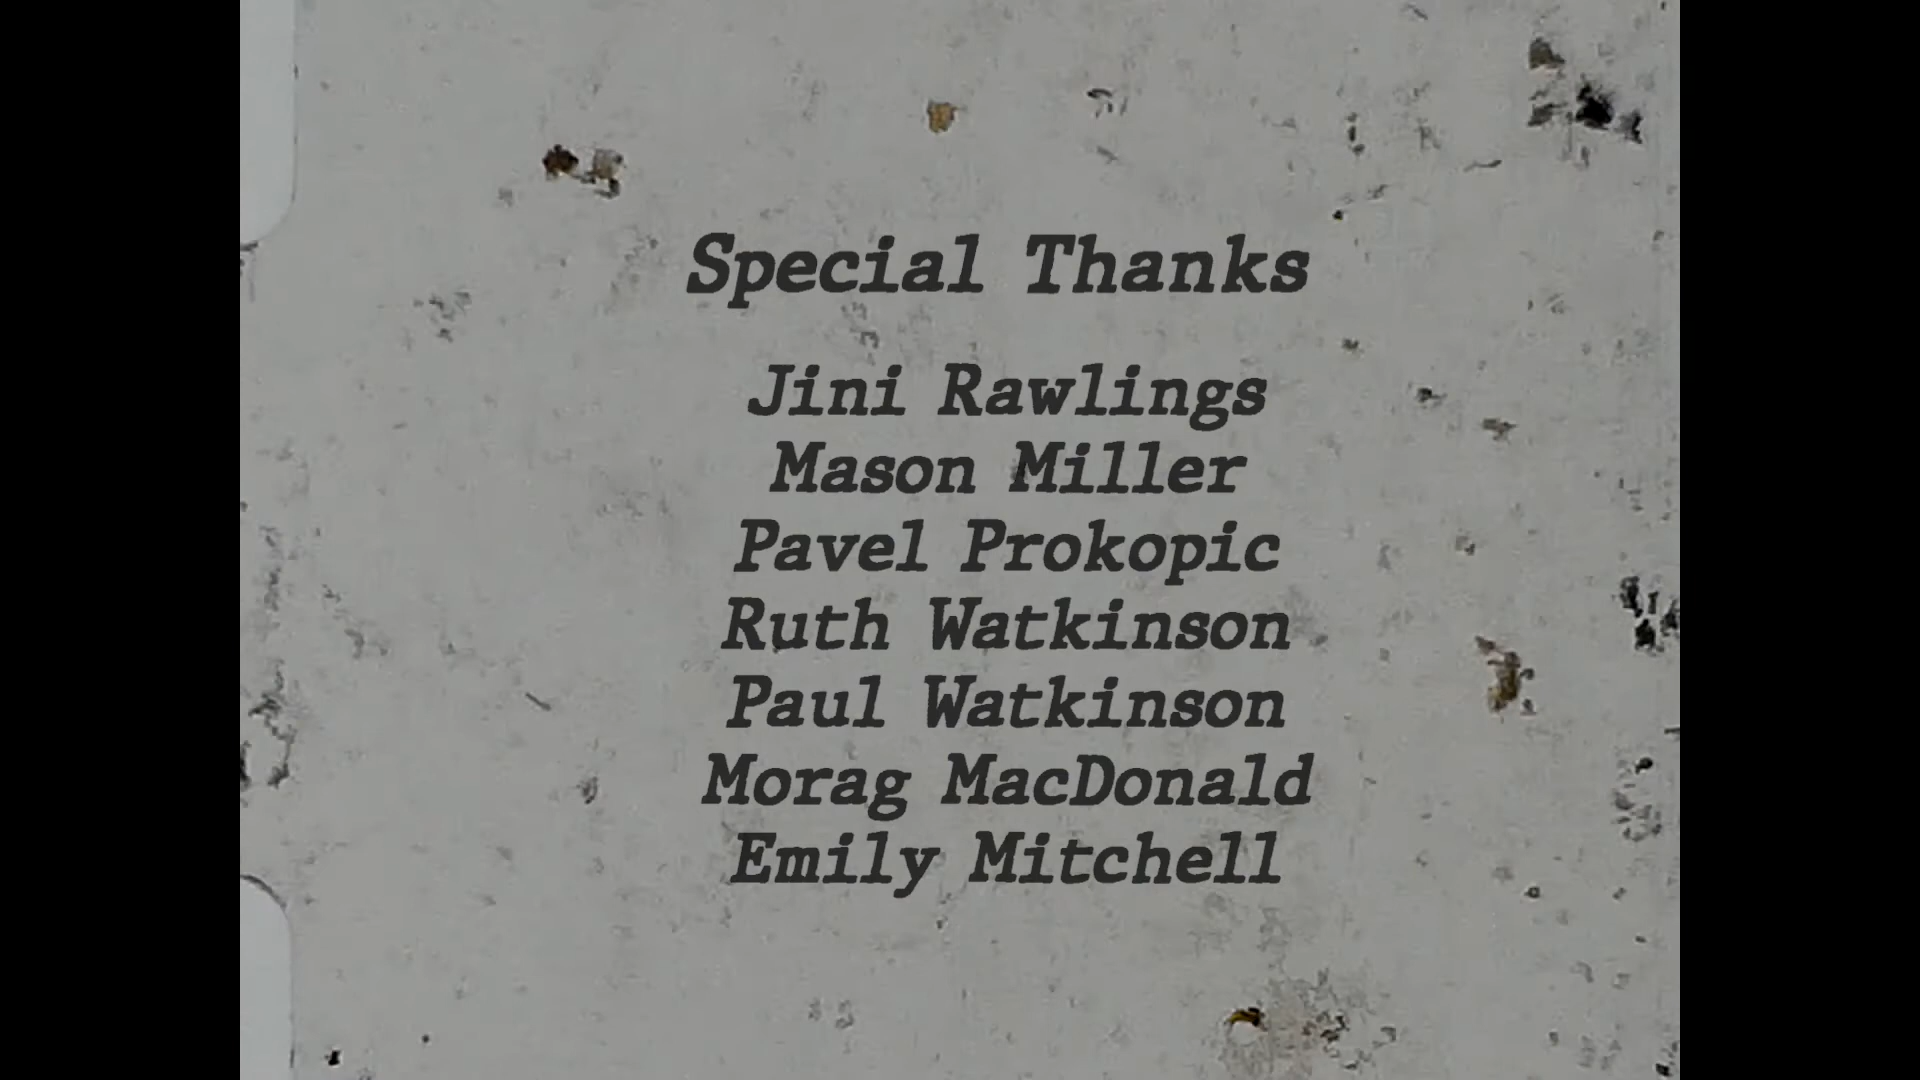 Special Thanks
Jini Rawlings
Mason Miller
Pavel Prokopic
Ruth Watkinson
Paul Watkinson
Morag MacDonald
Emily Mitchell